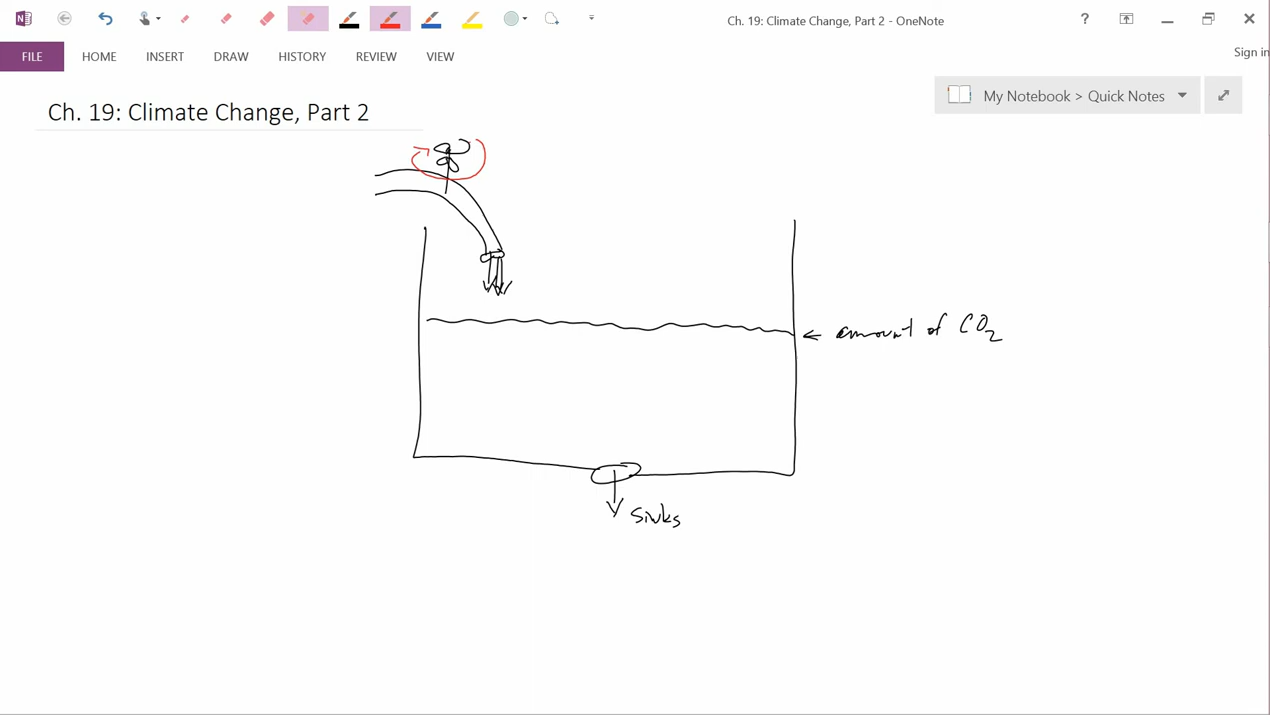 Ch. 19: Climate Change, Part 2 - OneNote
?
FILE HOME INSERT DRAW HISTORY REVIEW VIEW
Sign in
My Notebook > Quick Notes
Ch. 19: Climate Change, Part 2
← amount of CO₂
Sinks